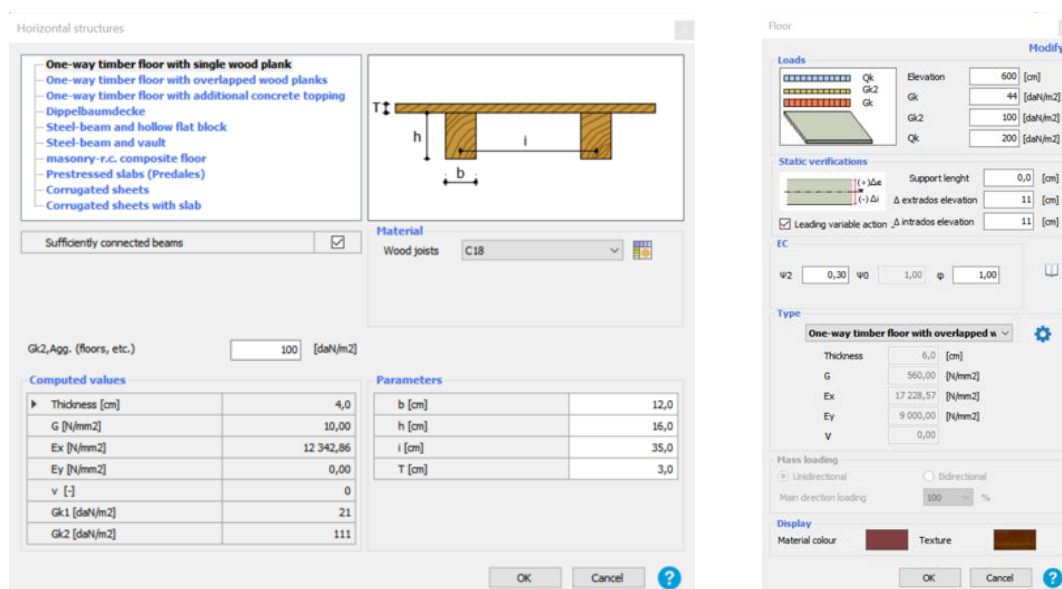 Horizontal structures
One-way timber floor with single wood plank
One-way timber floor with overlapped wood planks
One-way timber floor with additional concrete topping
Dippelbaumdecke
Steel-beam and hollow flat block
Steel-beam and vault
masonry-r.c. composite floor
Prestressed slabs (Predales)
Corrugated sheets
Corrugated sheets with slab
T
h
i
b
Sufficiently connected beams
Material
Wood joists C18
Gk2,Agg. (floors, etc.) 100 [daN/m2]
Computed values
Thickness [cm] 4,0
G [N/mm2] 10,00
Ex [N/mm2] 12 342,86
Ey [N/mm2] 0,00
v [-] 0
Gk1 [daN/m2] 21
Gk2 [daN/m2] 111
Parameters
b [cm] 12,0
h [cm] 16,0
i [cm] 35,0
T [cm] 3,0
OK Cancel ?
Floor
Modify
Loads
Qk
Gk2
Gk
Elevation 600 [cm]
Gk 44 [daN/m2]
Gk2 100 [daN/m2]
Qk 200 [daN/m2]
Static verifications
(+)Δe
(-)Δi
Support lenght 0,0 [cm]
Δ extrados elevation 11 [cm]
Leading variable action
Δ intrados elevation 11 [cm]
EC
Ψ2 0,30 Ψ0 1,00 φ 1,00
Type
One-way timber floor with overlapped w
Thickness 6,0 [cm]
G 560,00 [N/mm2]
Ex 17 228,57 [N/mm2]
Ey 9 000,00 [N/mm2]
V 0,00
Mass loading
Unidirectional Bidirectional
Main direction loading 100 %
Display
Material colour Texture
OK Cancel ?